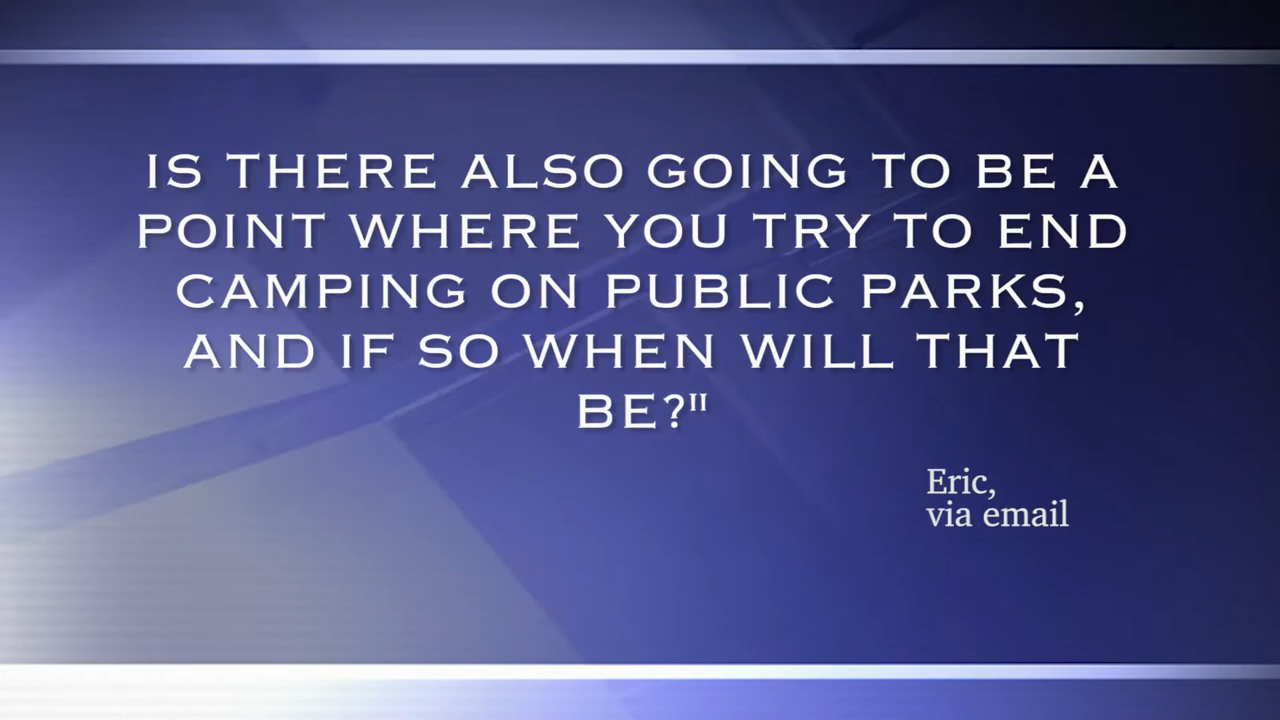 IS THERE ALSO GOING TO BE A
POINT WHERE YOU TRY TO END
CAMPING ON PUBLIC PARKS,
AND IF SO WHEN WILL THAT
BE?"
Eric,
via email